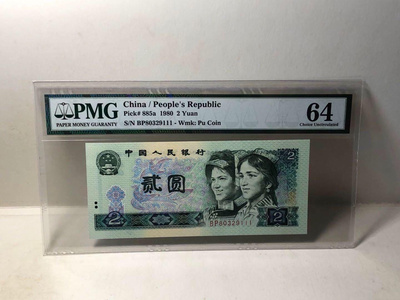 PMG
PAPER MONEY GUARANTY
China / People's Republic
Pick# 885a 1980 2 Yuan
S/N BP80329111 - Wmk: Pu Coin
64
Choice Uncirculated
中国人民银行
2
贰圆
2
BP80329111